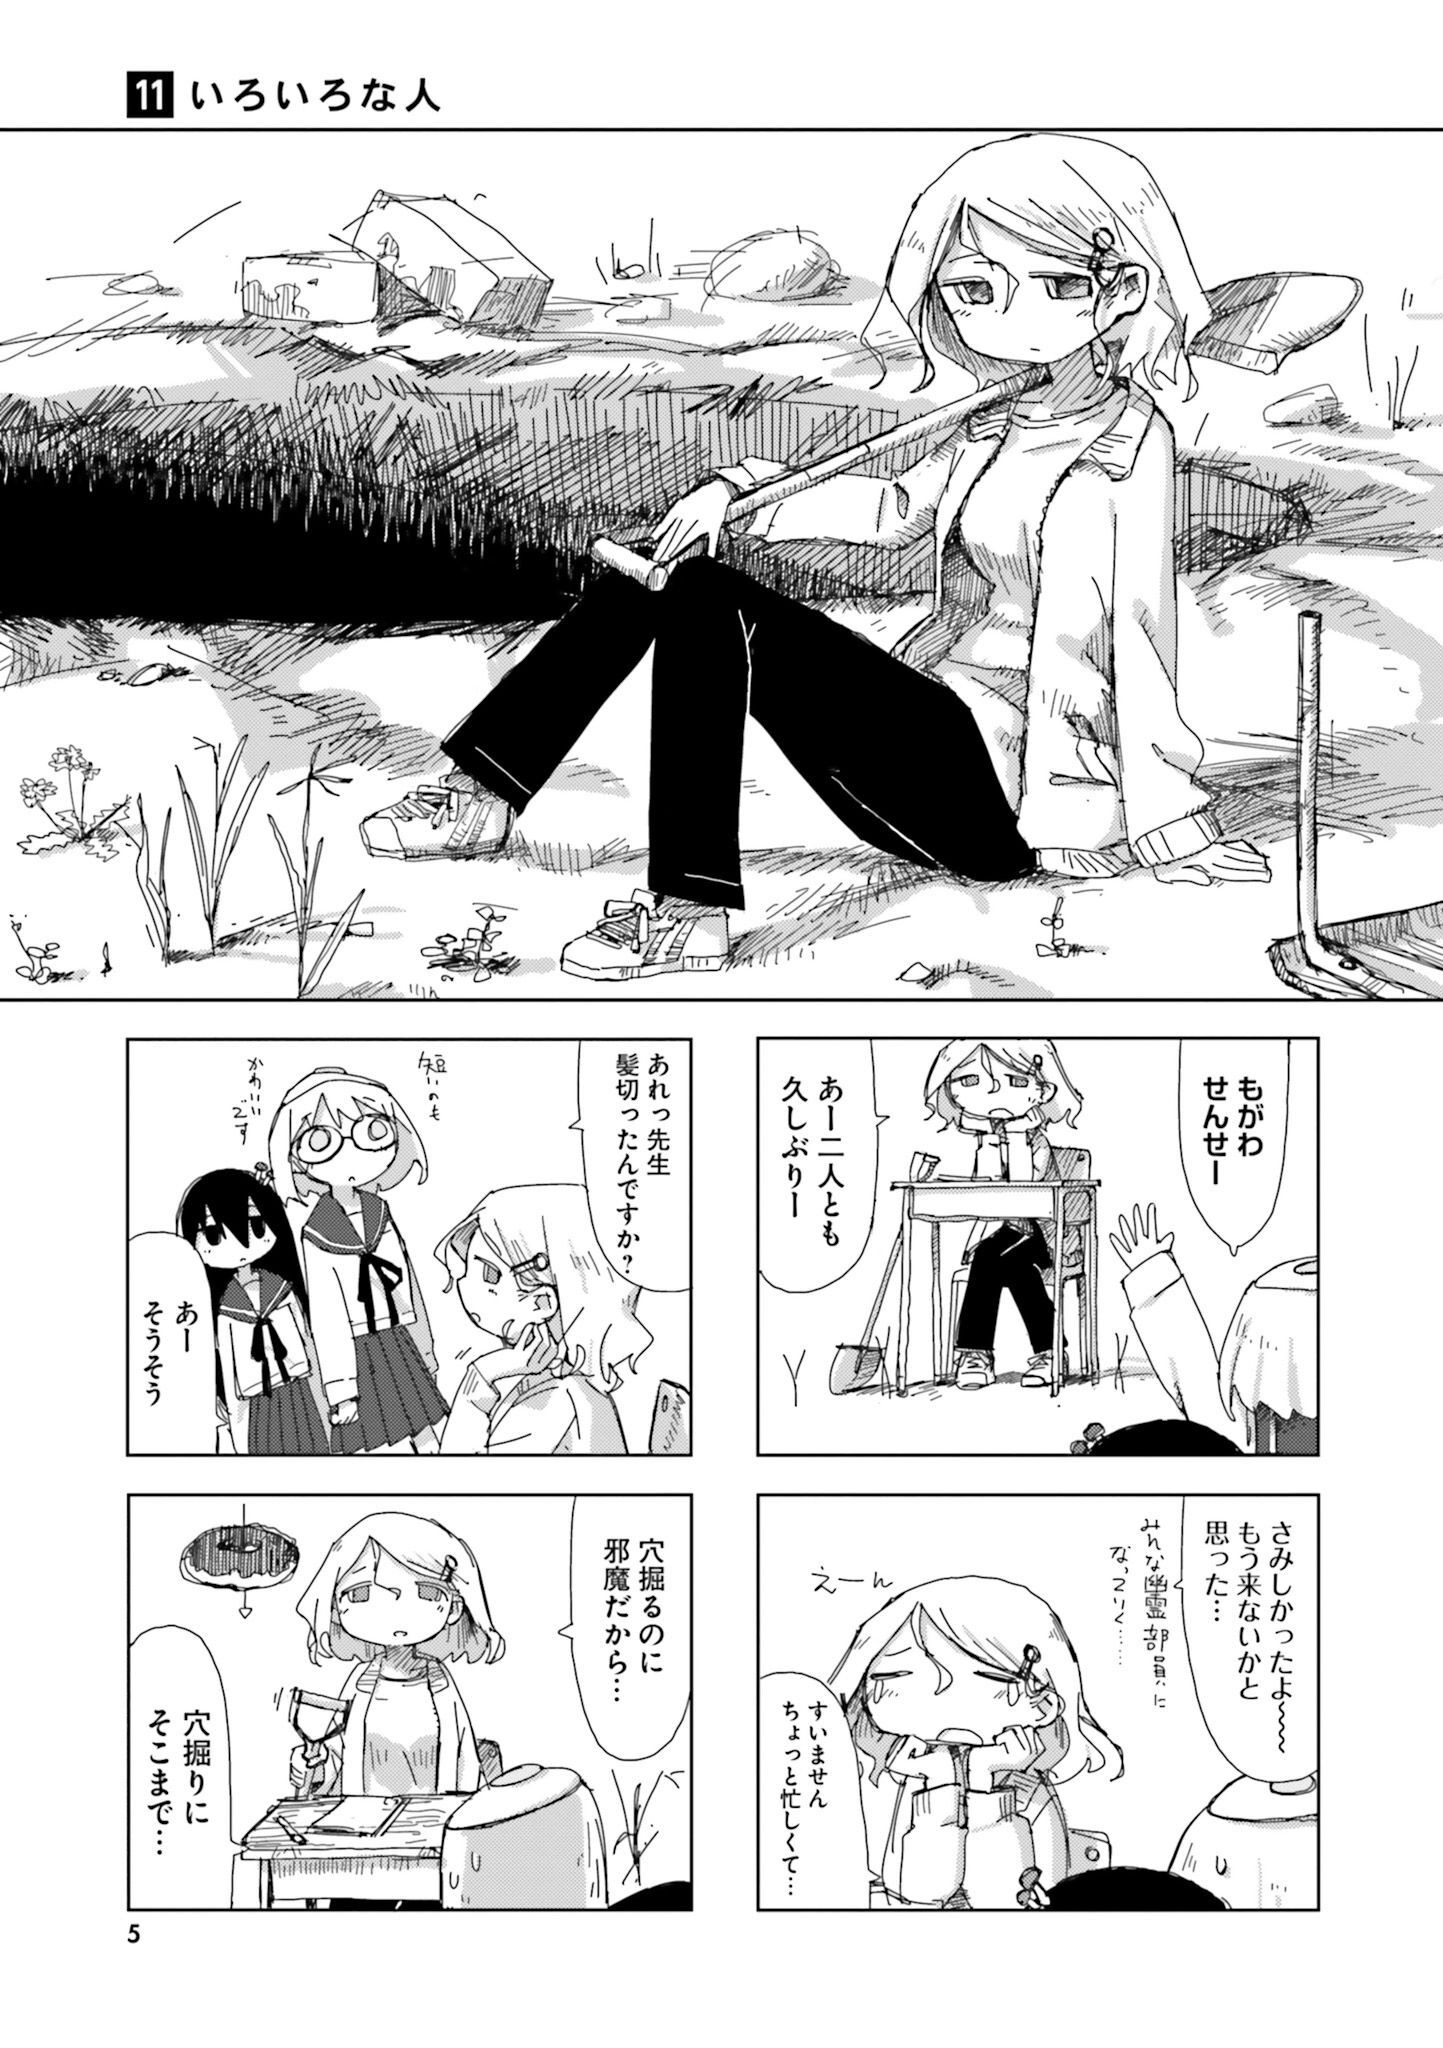 11 いろいろな人
もがわ
せんせー
あー二人とも
久しぶりー
さみしかったよ〜〜〜
もう来ないかと
思った…
みんな幽霊部員に
なってりく……
えーん
すいません
ちょっと忙しくて…
あれっ先生
髪切ったんですか?
短いのも
かわいい
です
あー
そうそう
穴掘るのに
邪魔だから…
穴掘りに
そこまで…
5